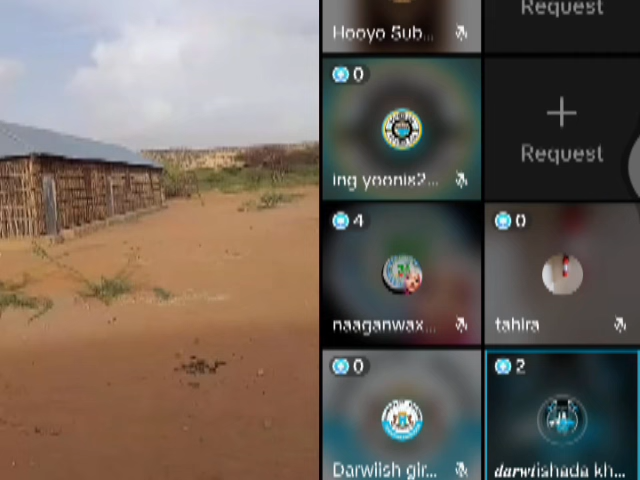 Hooyo Sub...
Request
0
ing yoonis2...
Request
4
naaganwax...
0
tahira
0
Darwiish gir...
2
darwiishada kh...